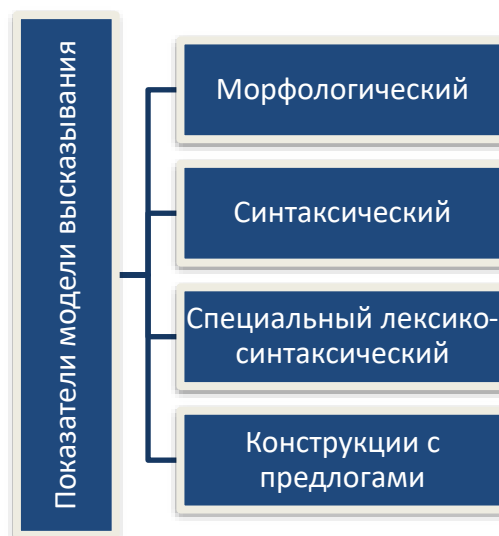 Показатели модели высказывания
Морфологический
Синтаксический
Специальный лексико-
синтаксический
Конструкции с
предлогами